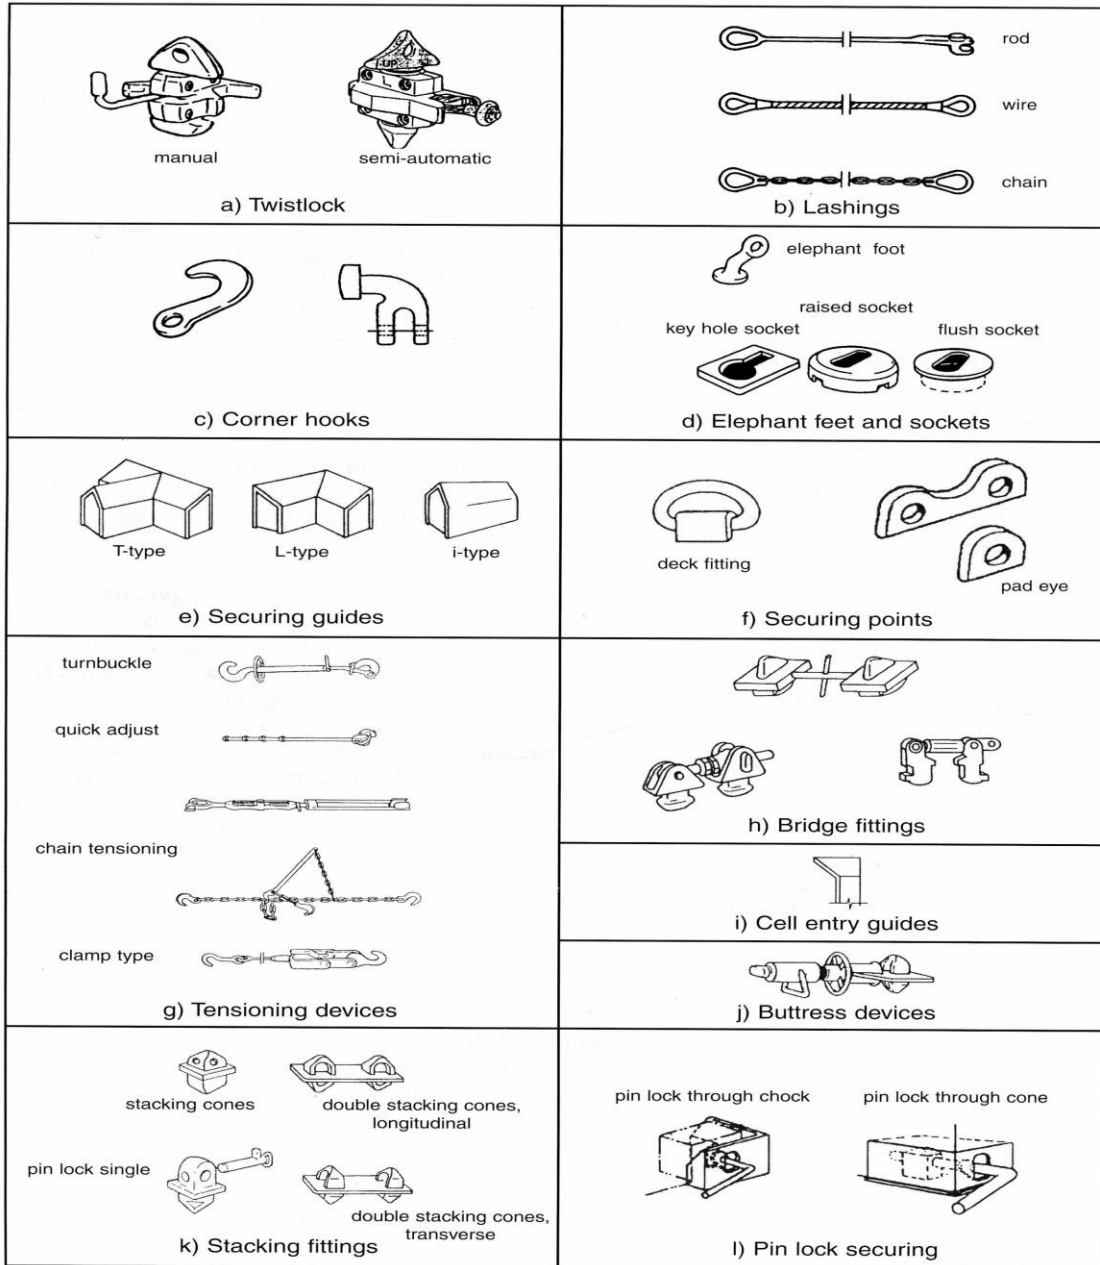 UP
manual
semi-automatic
a) Twistlock
rod
wire
chain
b) Lashings
c) Corner hooks
elephant foot
raised socket
key hole socket
flush socket
d) Elephant feet and sockets
T-type
L-type
i-type
e) Securing guides
deck fitting
pad eye
f) Securing points
turnbuckle
quick adjust
chain tensioning
clamp type
g) Tensioning devices
h) Bridge fittings
i) Cell entry guides
j) Buttress devices
stacking cones
double stacking cones,
longitudinal
pin lock single
double stacking cones,
transverse
k) Stacking fittings
pin lock through chock
pin lock through cone
l) Pin lock securing